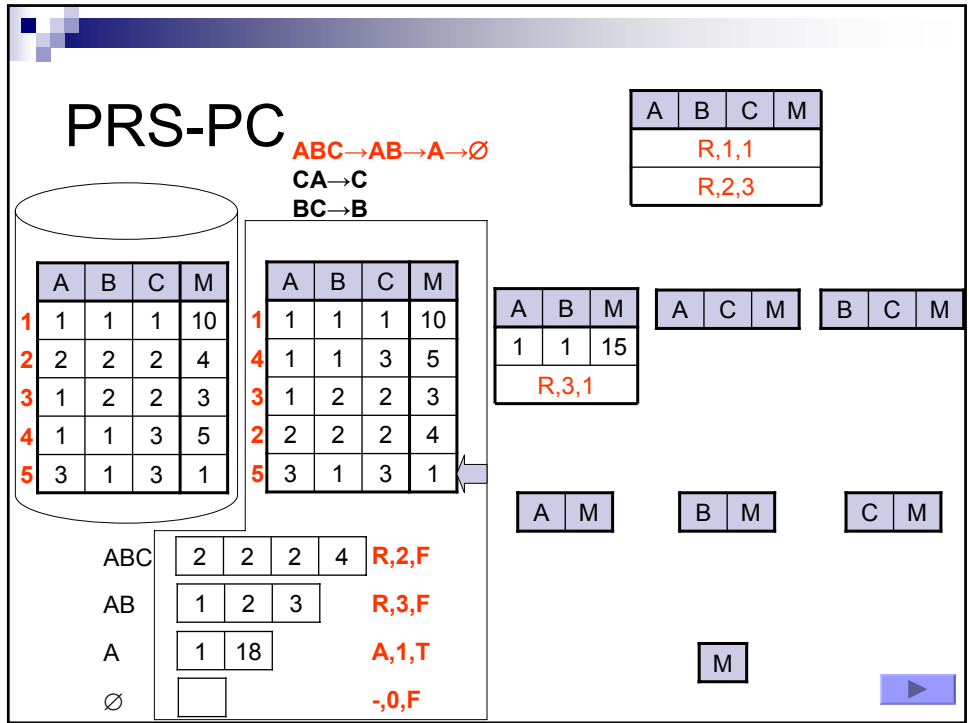 PRS-PC
ABC→AB→A→∅
CA→C
BC→B
A B C M
R,1,1
R,2,3
A B C M
1 1 1 1 10
2 2 2 2 4
3 1 2 2 3
4 1 1 3 5
5 3 1 3 1
A B C M
1 1 1 1 10
4 1 1 3 5
3 1 2 2 3
2 2 2 2 4
5 3 1 3 1
A B M
1 1 15
R,3,1
A C M
B C M
A M
B M
C M
M
ABC 2 2 2 4 R,2,F
AB 1 2 3 R,3,F
A 1 18 A,1,T
∅ -,0,F